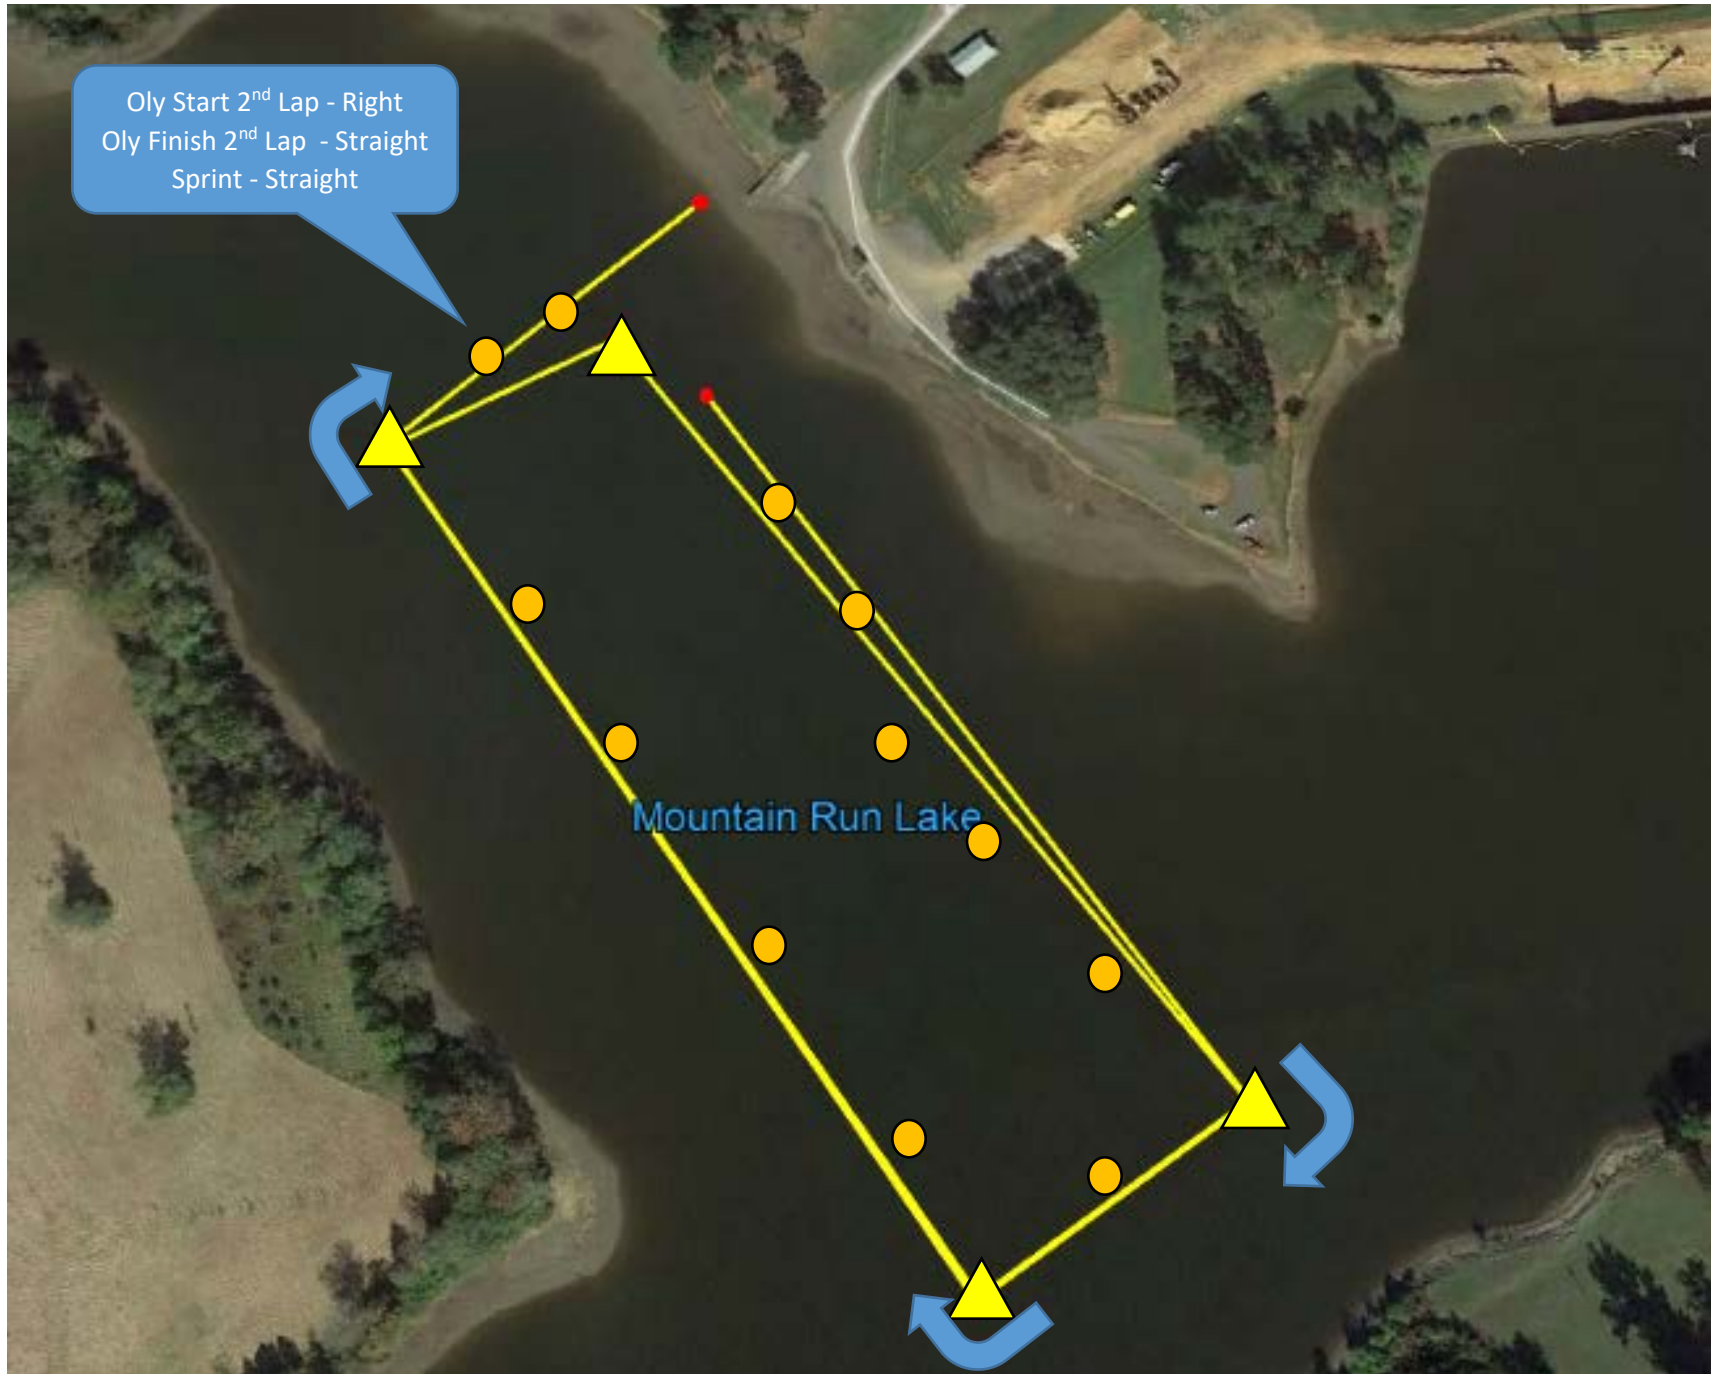 Oly Start 2nd Lap - Right
Oly Finish 2nd Lap - Straight
Sprint - Straight
Mountain Run Lake